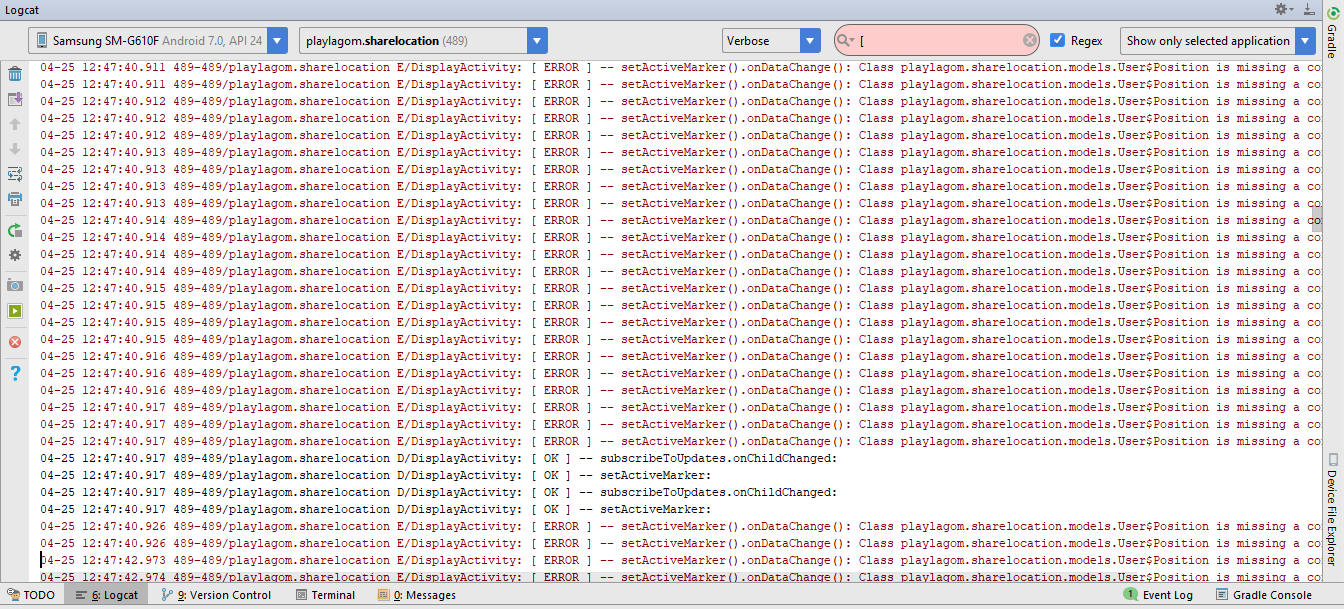 Logcat
Samsung SM-G610F Android 7.0, API 24 playlagom.sharelocation (489) Verbose [ Regex Show only selected application
04-25 12:47:40.911 489-489/playlagom.sharelocation E/DisplayActivity: [ ERROR ] -- setActiveMarker().onDataChange(): Class playlagom.sharelocation.models.User$Position is missing a co
04-25 12:47:40.911 489-489/playlagom.sharelocation E/DisplayActivity: [ ERROR ] -- setActiveMarker().onDataChange(): Class playlagom.sharelocation.models.User$Position is missing a co
04-25 12:47:40.912 489-489/playlagom.sharelocation E/DisplayActivity: [ ERROR ] -- setActiveMarker().onDataChange(): Class playlagom.sharelocation.models.User$Position is missing a co
04-25 12:47:40.912 489-489/playlagom.sharelocation E/DisplayActivity: [ ERROR ] -- setActiveMarker().onDataChange(): Class playlagom.sharelocation.models.User$Position is missing a co
04-25 12:47:40.912 489-489/playlagom.sharelocation E/DisplayActivity: [ ERROR ] -- setActiveMarker().onDataChange(): Class playlagom.sharelocation.models.User$Position is missing a co
04-25 12:47:40.913 489-489/playlagom.sharelocation E/DisplayActivity: [ ERROR ] -- setActiveMarker().onDataChange(): Class playlagom.sharelocation.models.User$Position is missing a co
04-25 12:47:40.913 489-489/playlagom.sharelocation E/DisplayActivity: [ ERROR ] -- setActiveMarker().onDataChange(): Class playlagom.sharelocation.models.User$Position is missing a co
04-25 12:47:40.913 489-489/playlagom.sharelocation E/DisplayActivity: [ ERROR ] -- setActiveMarker().onDataChange(): Class playlagom.sharelocation.models.User$Position is missing a co
04-25 12:47:40.913 489-489/playlagom.sharelocation E/DisplayActivity: [ ERROR ] -- setActiveMarker().onDataChange(): Class playlagom.sharelocation.models.User$Position is missing a co
04-25 12:47:40.914 489-489/playlagom.sharelocation E/DisplayActivity: [ ERROR ] -- setActiveMarker().onDataChange(): Class playlagom.sharelocation.models.User$Position is missing a co
04-25 12:47:40.914 489-489/playlagom.sharelocation E/DisplayActivity: [ ERROR ] -- setActiveMarker().onDataChange(): Class playlagom.sharelocation.models.User$Position is missing a co
04-25 12:47:40.914 489-489/playlagom.sharelocation E/DisplayActivity: [ ERROR ] -- setActiveMarker().onDataChange(): Class playlagom.sharelocation.models.User$Position is missing a co
04-25 12:47:40.914 489-489/playlagom.sharelocation E/DisplayActivity: [ ERROR ] -- setActiveMarker().onDataChange(): Class playlagom.sharelocation.models.User$Position is missing a co
04-25 12:47:40.915 489-489/playlagom.sharelocation E/DisplayActivity: [ ERROR ] -- setActiveMarker().onDataChange(): Class playlagom.sharelocation.models.User$Position is missing a co
04-25 12:47:40.915 489-489/playlagom.sharelocation E/DisplayActivity: [ ERROR ] -- setActiveMarker().onDataChange(): Class playlagom.sharelocation.models.User$Position is missing a co
04-25 12:47:40.915 489-489/playlagom.sharelocation E/DisplayActivity: [ ERROR ] -- setActiveMarker().onDataChange(): Class playlagom.sharelocation.models.User$Position is missing a co
04-25 12:47:40.915 489-489/playlagom.sharelocation E/DisplayActivity: [ ERROR ] -- setActiveMarker().onDataChange(): Class playlagom.sharelocation.models.User$Position is missing a co
04-25 12:47:40.916 489-489/playlagom.sharelocation E/DisplayActivity: [ ERROR ] -- setActiveMarker().onDataChange(): Class playlagom.sharelocation.models.User$Position is missing a co
04-25 12:47:40.916 489-489/playlagom.sharelocation E/DisplayActivity: [ ERROR ] -- setActiveMarker().onDataChange(): Class playlagom.sharelocation.models.User$Position is missing a co
04-25 12:47:40.916 489-489/playlagom.sharelocation E/DisplayActivity: [ ERROR ] -- setActiveMarker().onDataChange(): Class playlagom.sharelocation.models.User$Position is missing a co
04-25 12:47:40.917 489-489/playlagom.sharelocation E/DisplayActivity: [ ERROR ] -- setActiveMarker().onDataChange(): Class playlagom.sharelocation.models.User$Position is missing a co
04-25 12:47:40.917 489-489/playlagom.sharelocation E/DisplayActivity: [ ERROR ] -- setActiveMarker().onDataChange(): Class playlagom.sharelocation.models.User$Position is missing a co
04-25 12:47:40.917 489-489/playlagom.sharelocation E/DisplayActivity: [ ERROR ] -- setActiveMarker().onDataChange(): Class playlagom.sharelocation.models.User$Position is missing a co
04-25 12:47:40.917 489-489/playlagom.sharelocation D/DisplayActivity: [ OK ] -- subscribeToUpdates.onChildChanged:
04-25 12:47:40.917 489-489/playlagom.sharelocation D/DisplayActivity: [ OK ] -- setActiveMarker:
04-25 12:47:40.917 489-489/playlagom.sharelocation D/DisplayActivity: [ OK ] -- subscribeToUpdates.onChildChanged:
04-25 12:47:40.917 489-489/playlagom.sharelocation D/DisplayActivity: [ OK ] -- setActiveMarker:
04-25 12:47:40.926 489-489/playlagom.sharelocation E/DisplayActivity: [ ERROR ] -- setActiveMarker().onDataChange(): Class playlagom.sharelocation.models.User$Position is missing a co
04-25 12:47:40.926 489-489/playlagom.sharelocation E/DisplayActivity: [ ERROR ] -- setActiveMarker().onDataChange(): Class playlagom.sharelocation.models.User$Position is missing a co
04-25 12:47:42.973 489-489/playlagom.sharelocation E/DisplayActivity: [ ERROR ] -- setActiveMarker().onDataChange(): Class playlagom.sharelocation.models.User$Position is missing a co
04-25 12:47:42.974 489-489/playlagom.sharelocation E/DisplayActivity: [ ERROR ] -- setActiveMarker().onDataChange(): Class playlagom.sharelocation.models.User$Position is missing a co
Gradle
Device File Explorer
TODO 6: Logcat 9: Version Control Terminal 0: Messages 1 Event Log Gradle Console